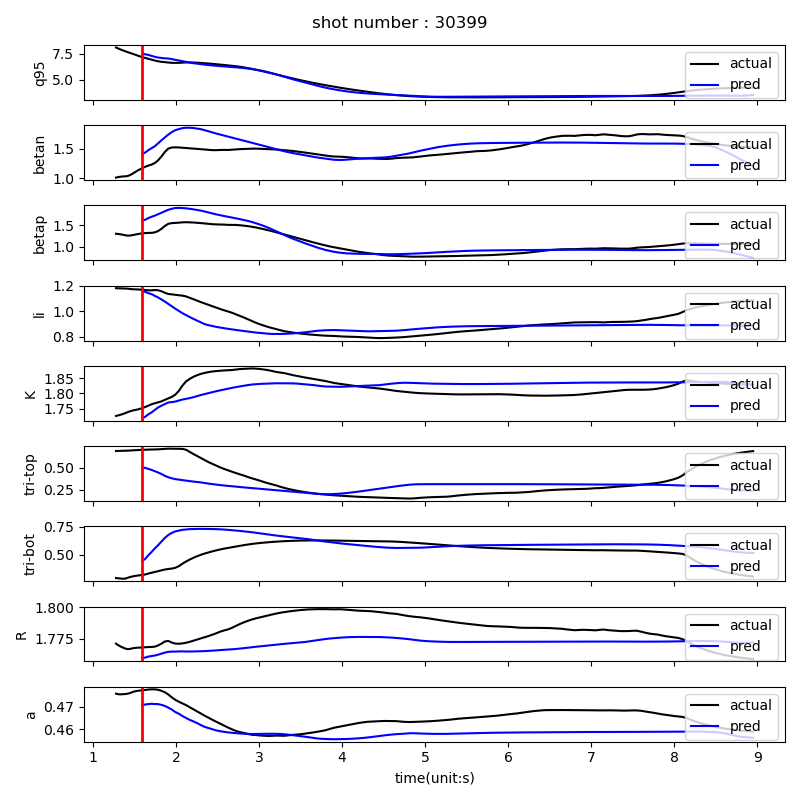 shot number : 30399
q95
7.5
5.0
actual
pred
betan
1.5
1.0
actual
pred
betap
1.5
1.0
actual
pred
li
1.2
1.0
0.8
actual
pred
K
1.85
1.80
1.75
actual
pred
tri-top
0.50
0.25
actual
pred
tri-bot
0.75
0.50
actual
pred
R
1.800
1.775
actual
pred
a
0.47
0.46
actual
pred
1 2 3 4 5 6 7 8 9
time(unit:s)